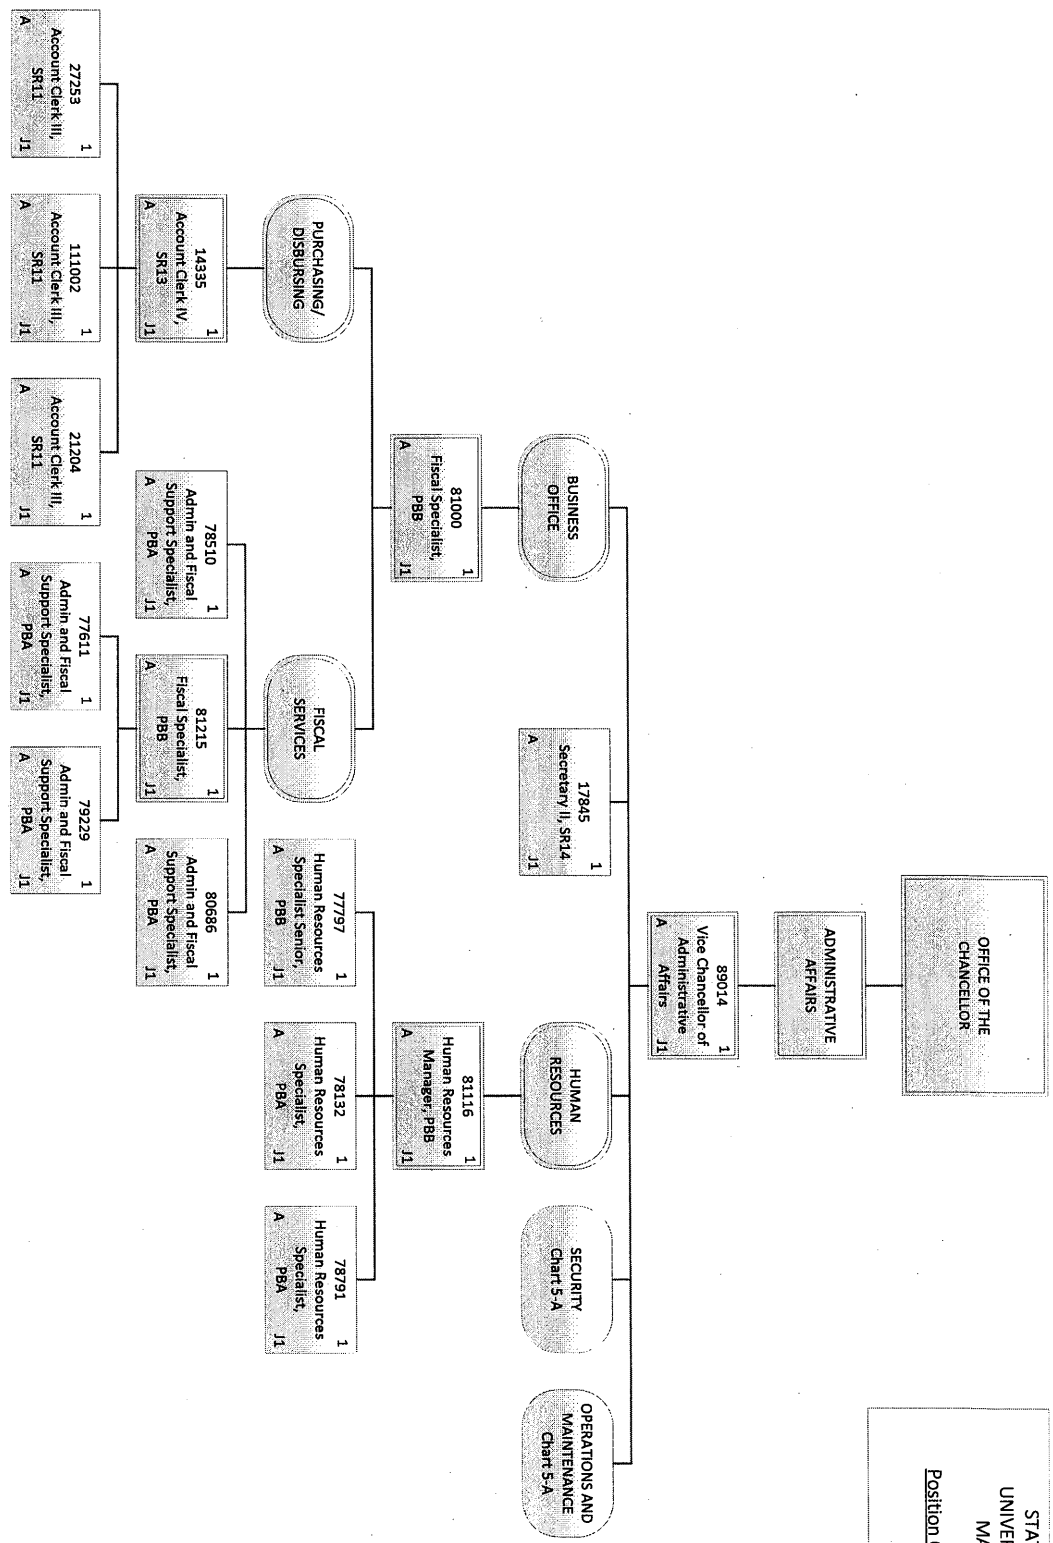 STAT
UNIVER
MA
Position
OFFICE OF THE
CHANCELLOR
ADMINISTRATIVE
AFFAIRS
89014
1
Vice Chancellor of
Administrative
Affairs
A
J1
BUSINESS
OFFICE
17845
1
Secretary II, SR14
A
J1
HUMAN
RESOURCES
SECURITY
Chart 5-A
OPERATIONS AND
MAINTENANCE
Chart 5-A
81000
1
Fiscal Specialist,
PBB
A
J1
81116
1
Human Resources
Manager, PBB
A
J1
PURCHASING/
DISBURSING
FISCAL
SERVICES
77797
1
Human Resources
Specialist Senior,
PBB
A
J1
78132
1
Human Resources
Specialist,
PBA
A
J1
78791
1
Human Resources
Specialist,
PBA
A
J1
14335
1
Account Clerk IV,
SR13
A
J1
78510
1
Admin and Fiscal
Support Specialist,
PBA
A
J1
81215
1
Fiscal Specialist,
PBB
A
J1
80686
1
Admin and Fiscal
Support Specialist,
PBA
A
J1
27253
1
Account Clerk III,
SR11
A
J1
111002
1
Account Clerk III,
SR11
A
J1
21204
1
Account Clerk III,
SR11
A
J1
77611
1
Admin and Fiscal
Support Specialist,
PBA
A
J1
79229
1
Admin and Fiscal
Support Specialist,
PBA
A
J1